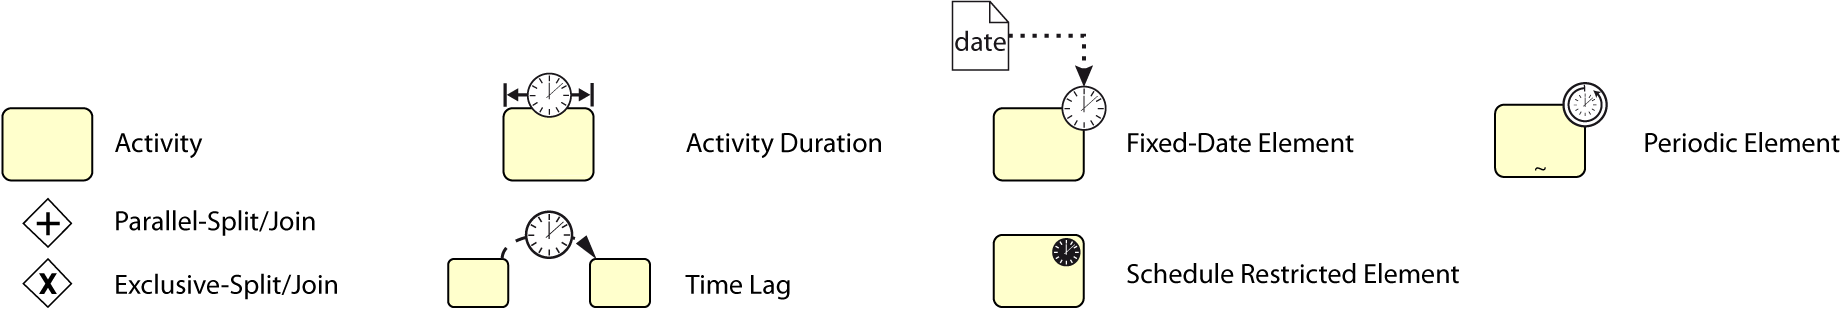 date
Activity
Activity Duration
Fixed-Date Element
Periodic Element
~
Parallel-Split/Join
X
Exclusive-Split/Join
Time Lag
Schedule Restricted Element